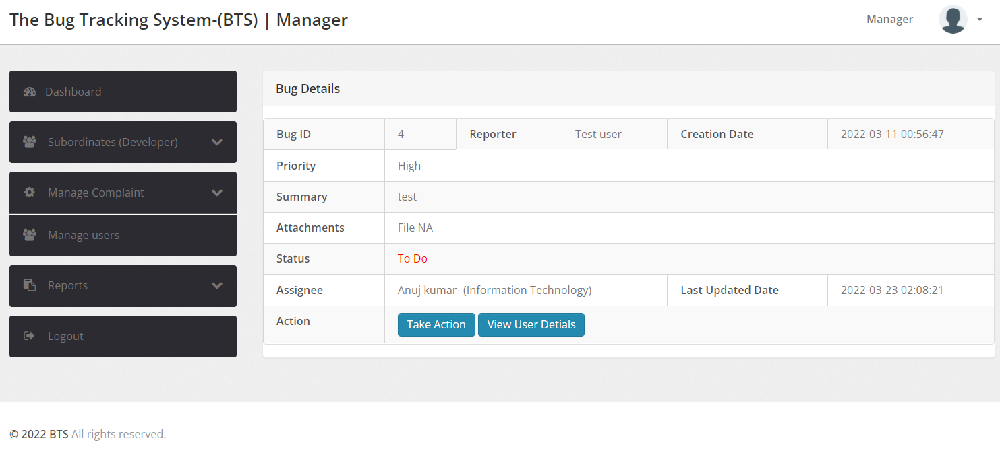 The Bug Tracking System-(BTS) | Manager
Manager
Dashboard
Subordinates (Developer)
Manage Complaint
Manage users
Reports
Logout
Bug Details
Bug ID 4 Reporter Test user Creation Date 2022-03-11 00:56:47
Priority High
Summary test
Attachments File NA
Status To Do
Assignee Anuj kumar- (Information Technology) Last Updated Date 2022-03-23 02:08:21
Action Take Action View User Detials
© 2022 BTS All rights reserved.